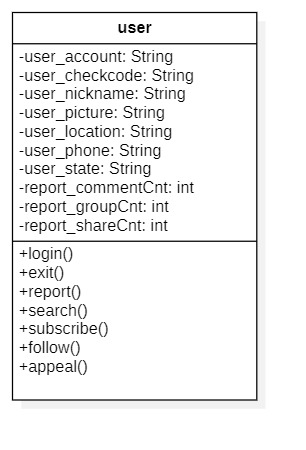 user
-user_account: String
-user_checkcode: String
-user_nickname: String
-user_picture: String
-user_location: String
-user_phone: String
-user_state: String
-report_commentCnt: int
-report_groupCnt: int
-report_shareCnt: int
+login()
+exit()
+report()
+search()
+subscribe()
+follow()
+appeal()